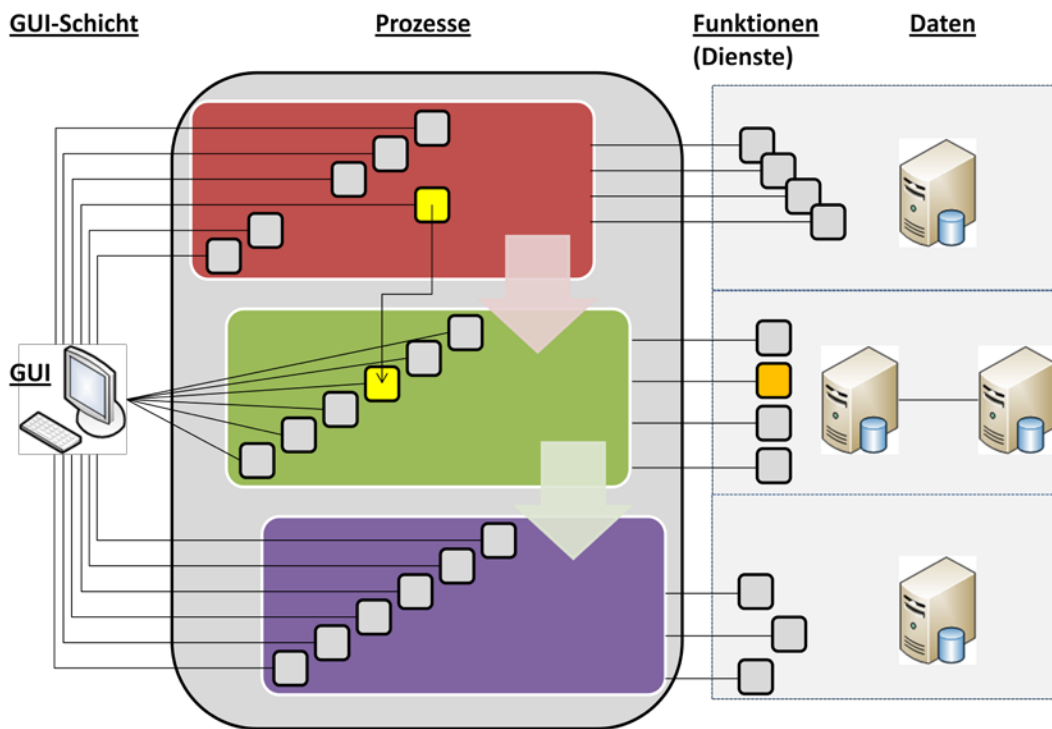 GUI-Schicht
Prozesse
Funktionen
(Dienste)
Daten
GUI